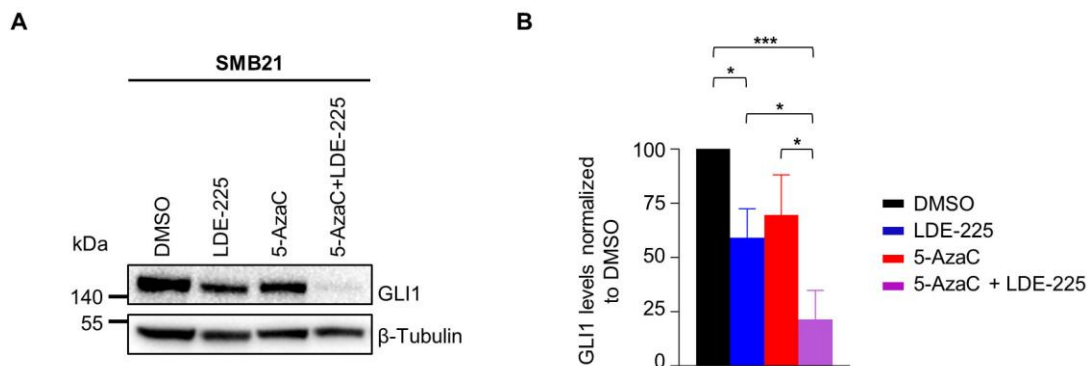 A
SMB21
DMSO
LDE-225
5-AzaC
5-AzaC+LDE-225
kDa
140
GLI1
55
β-Tubulin
B
***
*
*
*
GLI1 levels normalized
to DMSO
100
75
50
25
0
DMSO
LDE-225
5-AzaC
5-AzaC + LDE-225